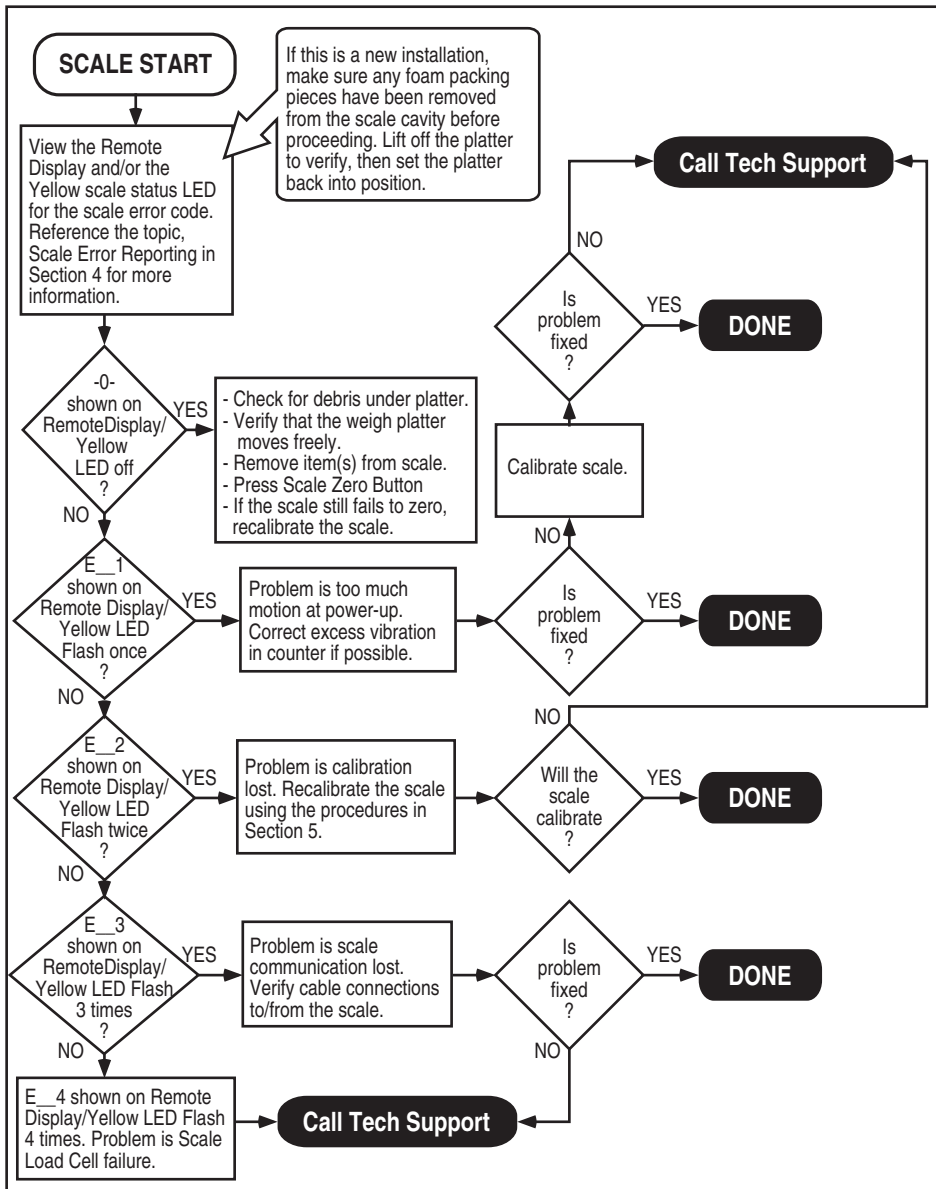 SCALE START
If this is a new installation,
make sure any foam packing
pieces have been removed
from the scale cavity before
proceeding. Lift off the platter
to verify, then set the platter
back into position.
View the Remote
Display and/or the
Yellow scale status LED
for the scale error code.
Reference the topic,
Scale Error Reporting in
Section 4 for more
information.
-0-
shown on
RemoteDisplay/
Yellow
LED off
?
YES
NO
- Check for debris under platter.
- Verify that the weigh platter
moves freely.
- Remove item(s) from scale.
- Press Scale Zero Button
- If the scale still fails to zero,
recalibrate the scale.
E__1
shown on
Remote Display/
Yellow LED
Flash once
?
YES
NO
Problem is too much
motion at power-up.
Correct excess vibration
in counter if possible.
Is
problem
fixed
?
YES
DONE
NO
Calibrate scale.
Is
problem
fixed
?
YES
DONE
NO
Call Tech Support
E__2
shown on
Remote Display/
Yellow LED
Flash twice
?
YES
NO
Problem is calibration
lost. Recalibrate the scale
using the procedures in
Section 5.
Will the
scale
calibrate
?
YES
DONE
NO
E__3
shown on
RemoteDisplay/
Yellow LED Flash
3 times
?
YES
NO
Problem is scale
communication lost.
Verify cable connections
to/from the scale.
Is
problem
fixed
?
YES
DONE
NO
E__4 shown on Remote
Display/Yellow LED Flash
4 times. Problem is Scale
Load Cell failure.
Call Tech Support